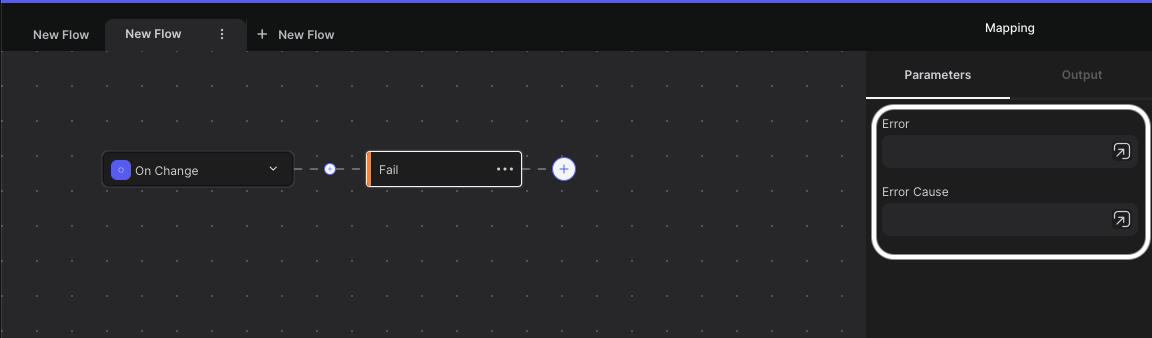 New Flow
New Flow
New Flow
Mapping
Parameters
Output
On Change
Fail
Error
Error Cause